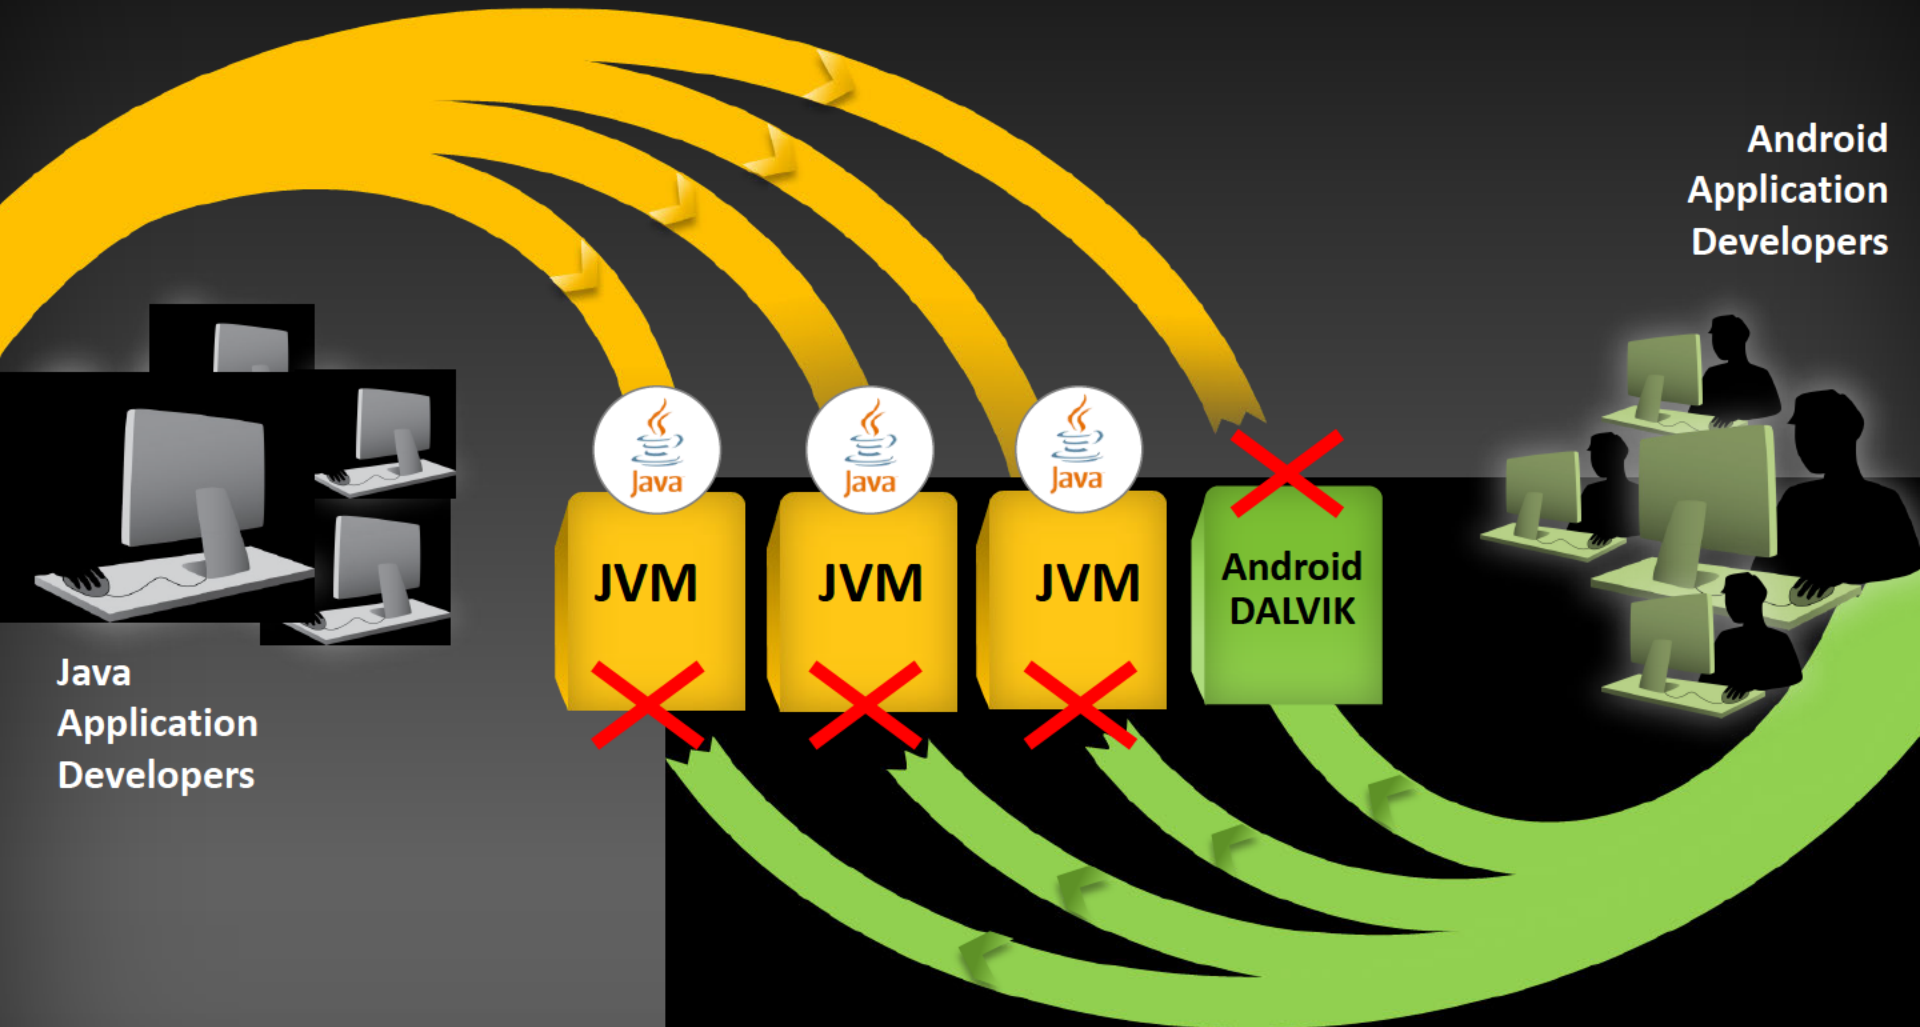 Android
Application
Developers
Java
Java
Java
JVM
JVM
JVM
Android
DALVIK
Java
Application
Developers